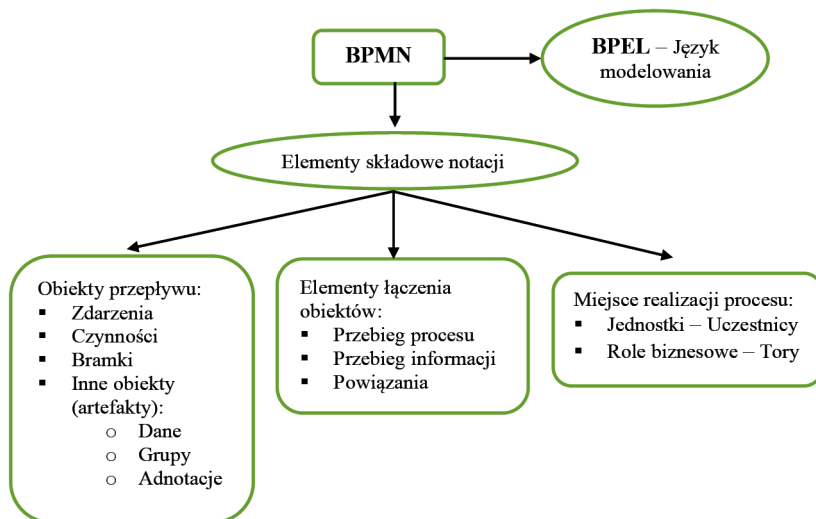 BPMN
BPEL – Język
modelowania
Elementy składowe notacji
Obiekty przepływu:
▪ Zdarzenia
▪ Czynności
▪ Bramki
▪ Inne obiekty
(artefakty):
o Dane
o Grupy
o Adnotacje
Elementy łączenia
obiektów:
▪ Przebieg procesu
▪ Przebieg informacji
▪ Powiązania
Miejsce realizacji procesu:
▪ Jednostki – Uczestnicy
▪ Role biznesowe – Tory